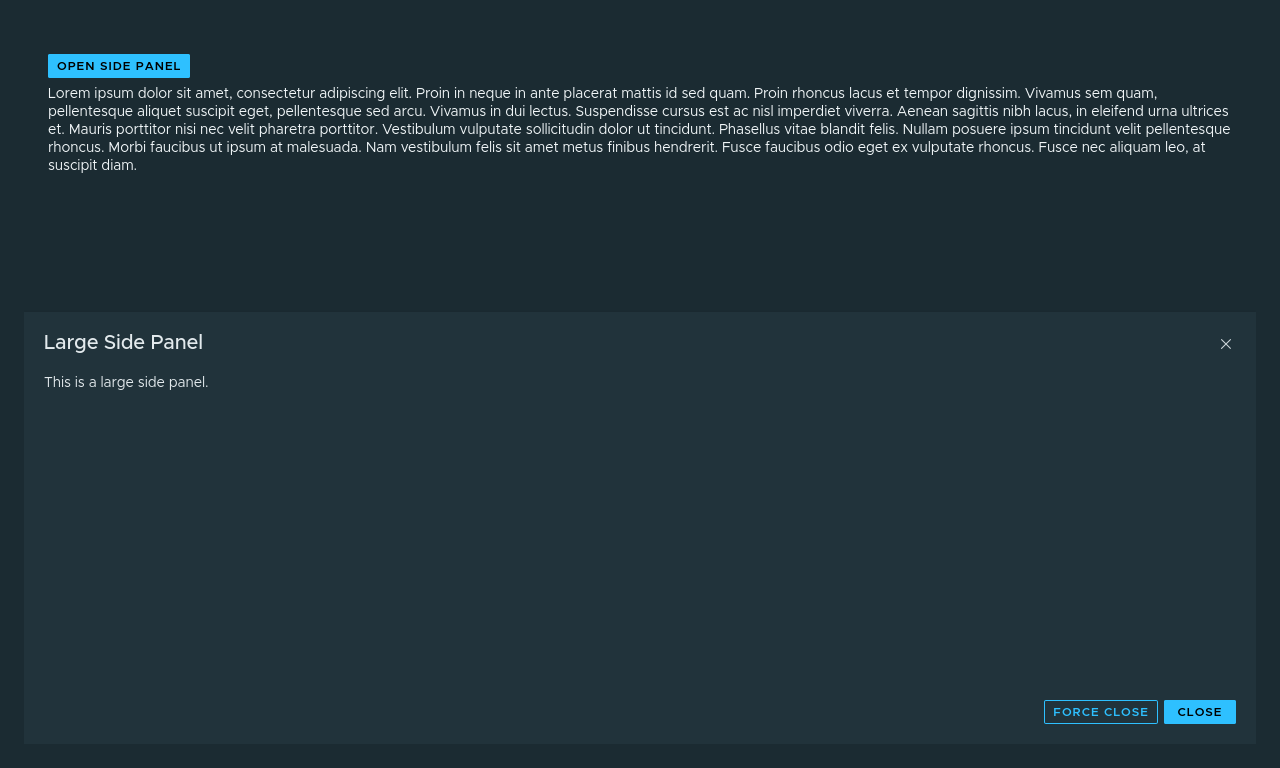 OPEN SIDE PANEL
Lorem ipsum dolor sit amet, consectetur adipiscing elit. Proin in neque in ante placerat mattis id sed quam. Proin rhoncus lacus et tempor dignissim. Vivamus sem quam,
pellentesque aliquet suscipit eget, pellentesque sed arcu. Vivamus in dui lectus. Suspendisse cursus est ac nisl imperdiet viverra. Aenean sagittis nibh lacus, in eleifend urna ultrices
et. Mauris porttitor nisi nec velit pharetra porttitor. Vestibulum vulputate sollicitudin dolor ut tincidunt. Phasellus vitae blandit felis. Nullam posuere ipsum tincidunt velit pellentesque
rhoncus. Morbi faucibus ut ipsum at malesuada. Nam vestibulum felis sit amet metus finibus hendrerit. Fusce faucibus odio eget ex vulputate rhoncus. Fusce nec aliquam leo, at
suscipit diam.
Large Side Panel
This is a large side panel.
FORCE CLOSE
CLOSE